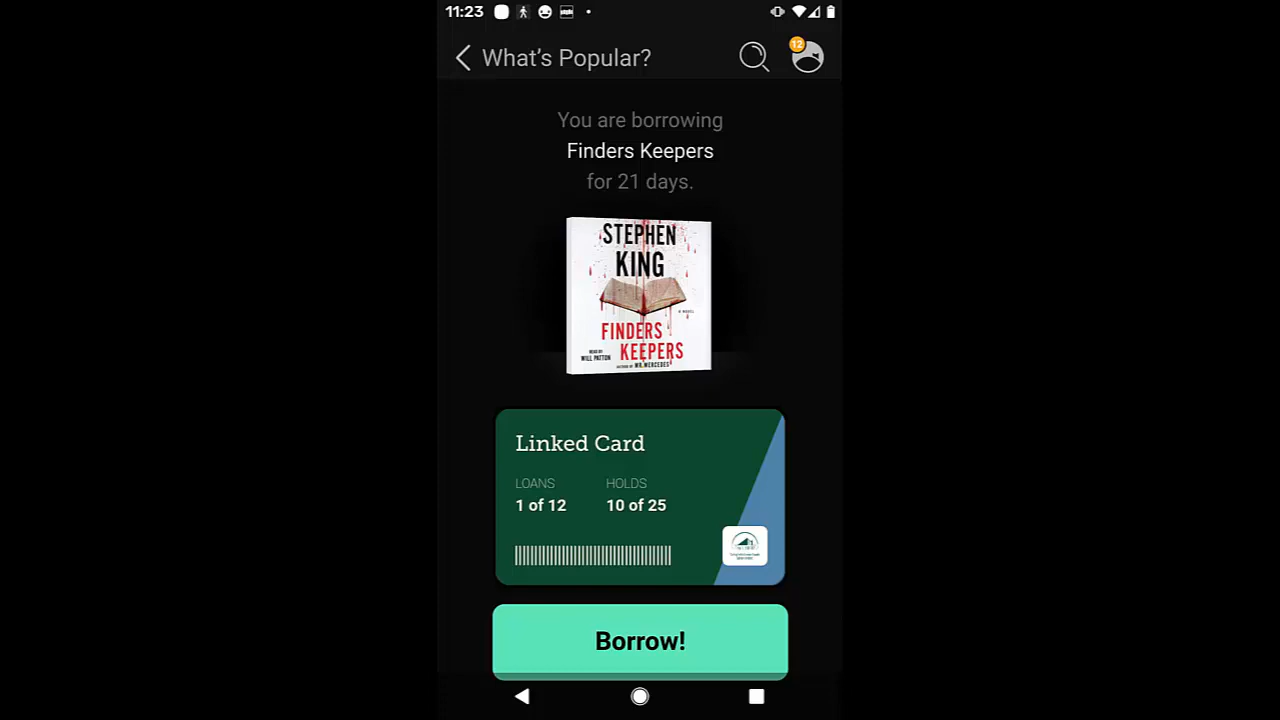 11:23
12
What's Popular?
You are borrowing
Finders Keepers
for 21 days.
STEPHEN
KING
A NOVEL
FINDERS
KEEPERS
READ BY
WILL PATTON
AUTHOR OF MR. MERCEDES
Linked Card
LOANS HOLDS
1 of 12 10 of 25
Borrow!